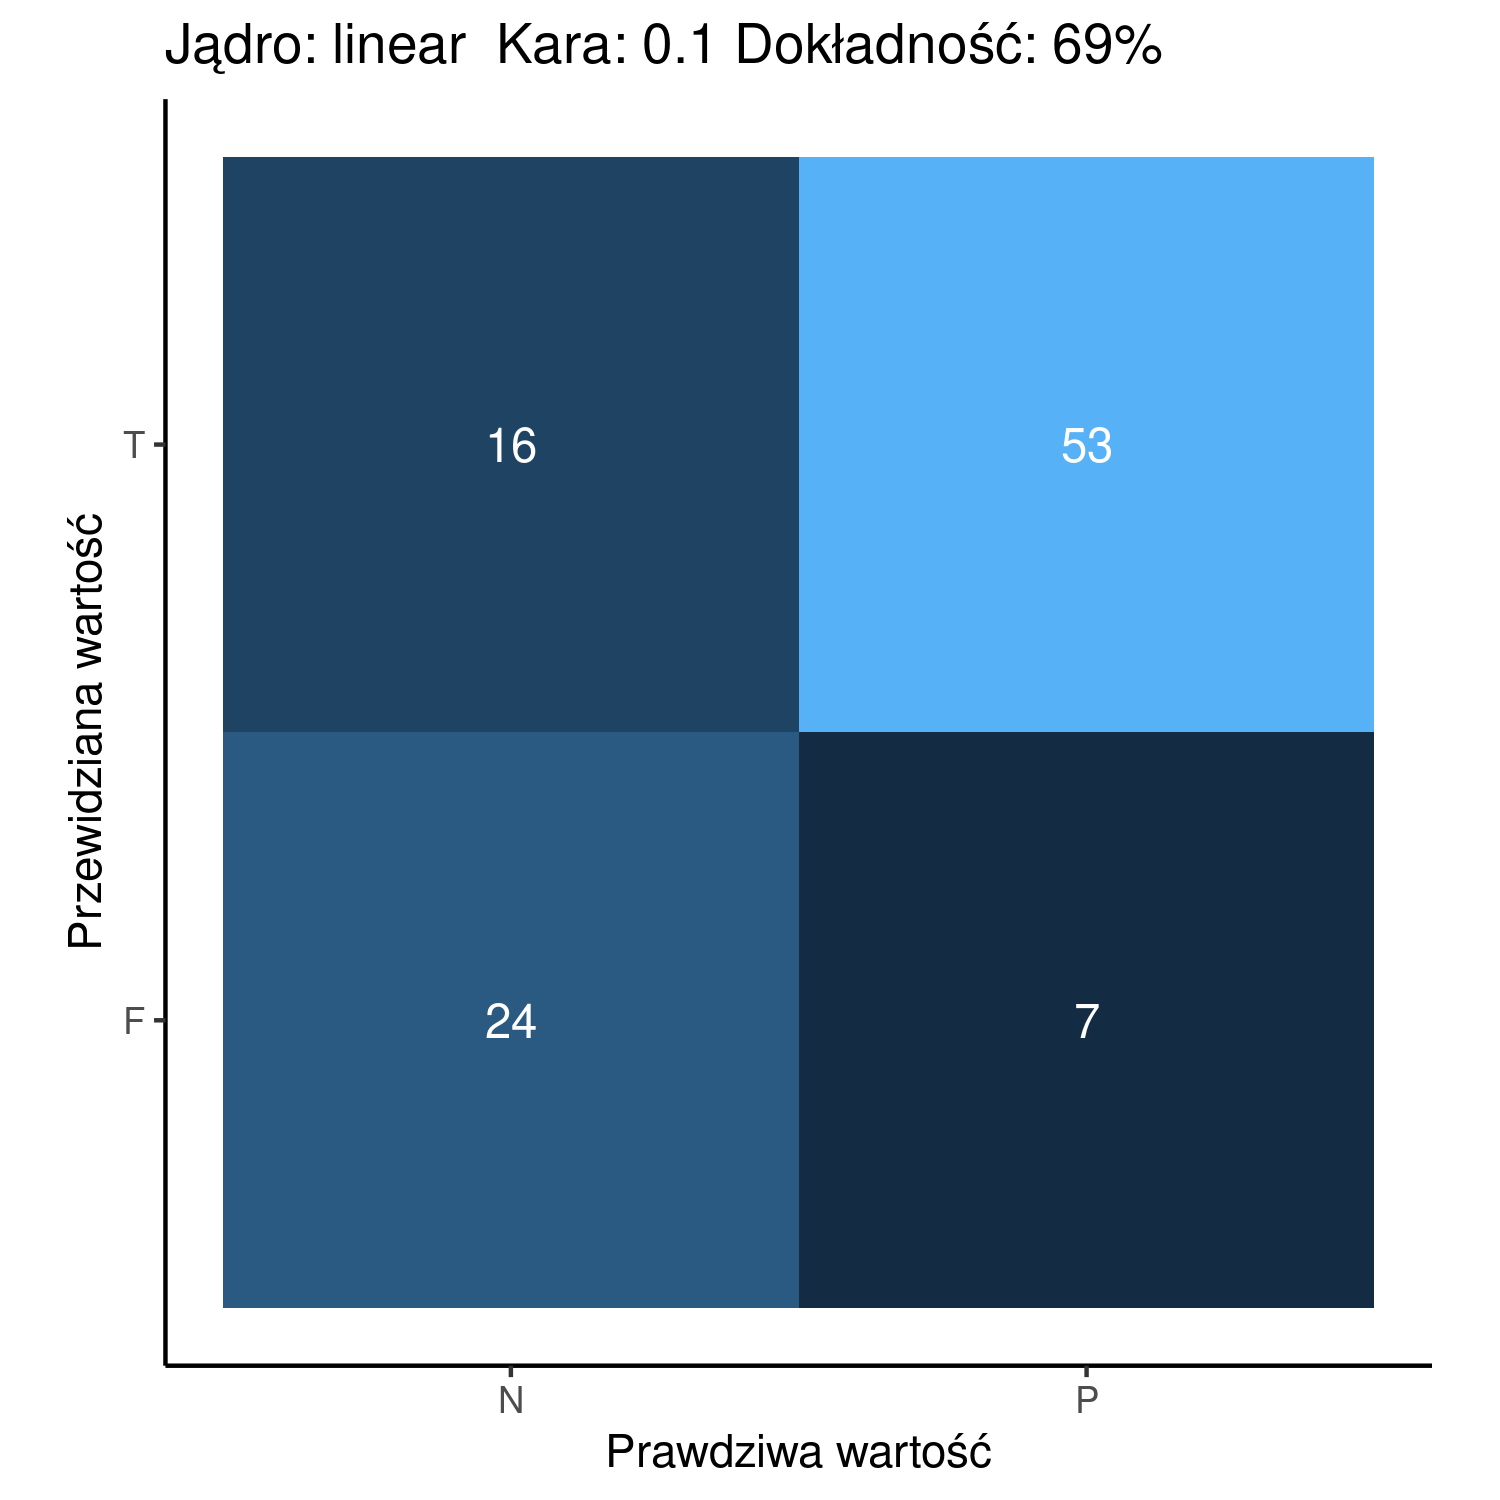 Jądro: linear  Kara: 0.1 Dokładność: 69%
Przewidziana wartość
T
16
53
F
24
7
N
P
Prawdziwa wartość